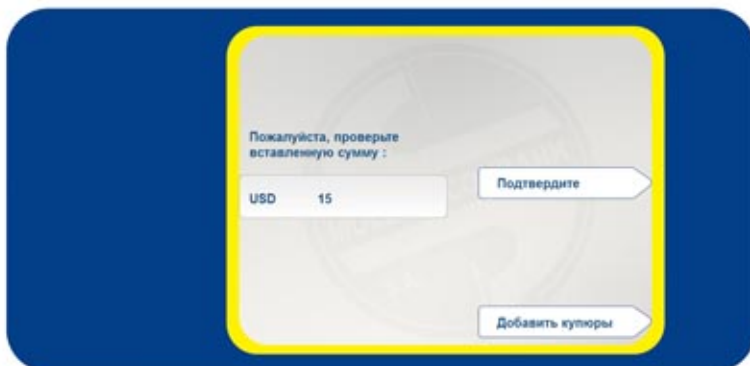 Пожалуйста, проверьте
вставленную сумму :
USD 15
Подтвердите
Добавить купюры